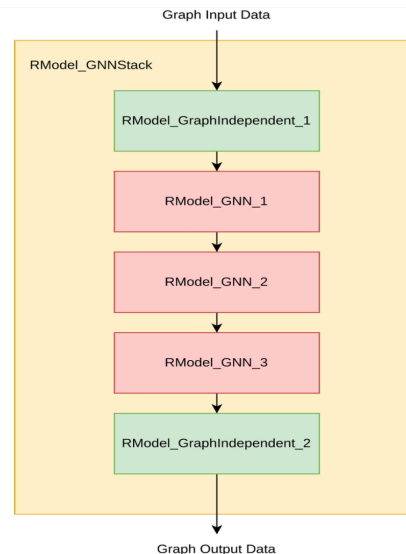 Graph Input Data
RModel_GNNStack
RModel_GraphIndependent_1
RModel_GNN_1
RModel_GNN_2
RModel_GNN_3
RModel_GraphIndependent_2
Graph Output Data